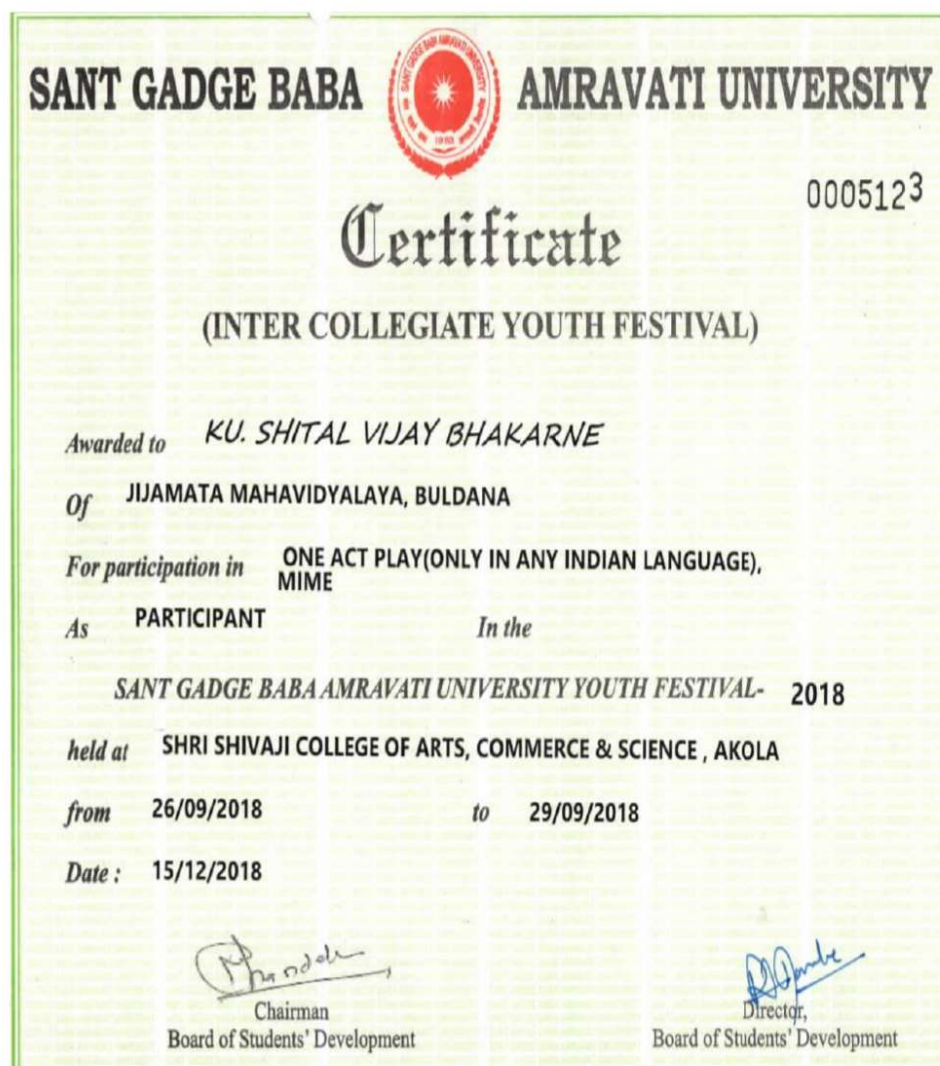 SANT GADGE BABA AMRAVATI UNIVERSITY
0005123
Certificate
(INTER COLLEGIATE YOUTH FESTIVAL)
Awarded to KU. SHITAL VIJAY BHAKARNE
Of JIJAMATA MAHAVIDYALAYA, BULDANA
For participation in ONE ACT PLAY(ONLY IN ANY INDIAN LANGUAGE),
MIME
As PARTICIPANT In the
SANT GADGE BABA AMRAVATI UNIVERSITY YOUTH FESTIVAL- 2018
held at SHRI SHIVAJI COLLEGE OF ARTS, COMMERCE & SCIENCE , AKOLA
from 26/09/2018 to 29/09/2018
Date : 15/12/2018
Chairman Director,
Board of Students' Development Board of Students' Development